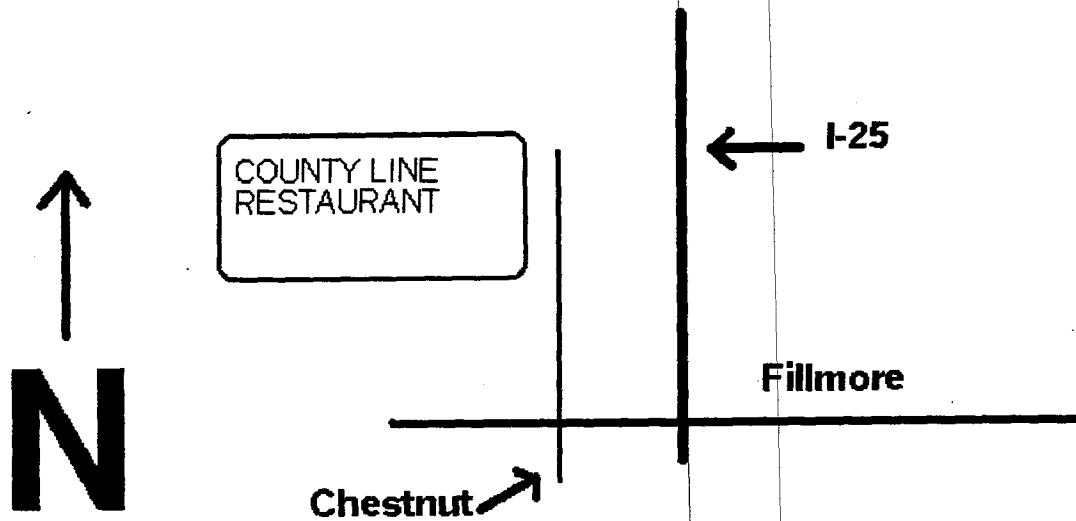 I-25
COUNTY LINE
RESTAURANT
N
Fillmore
Chestnut